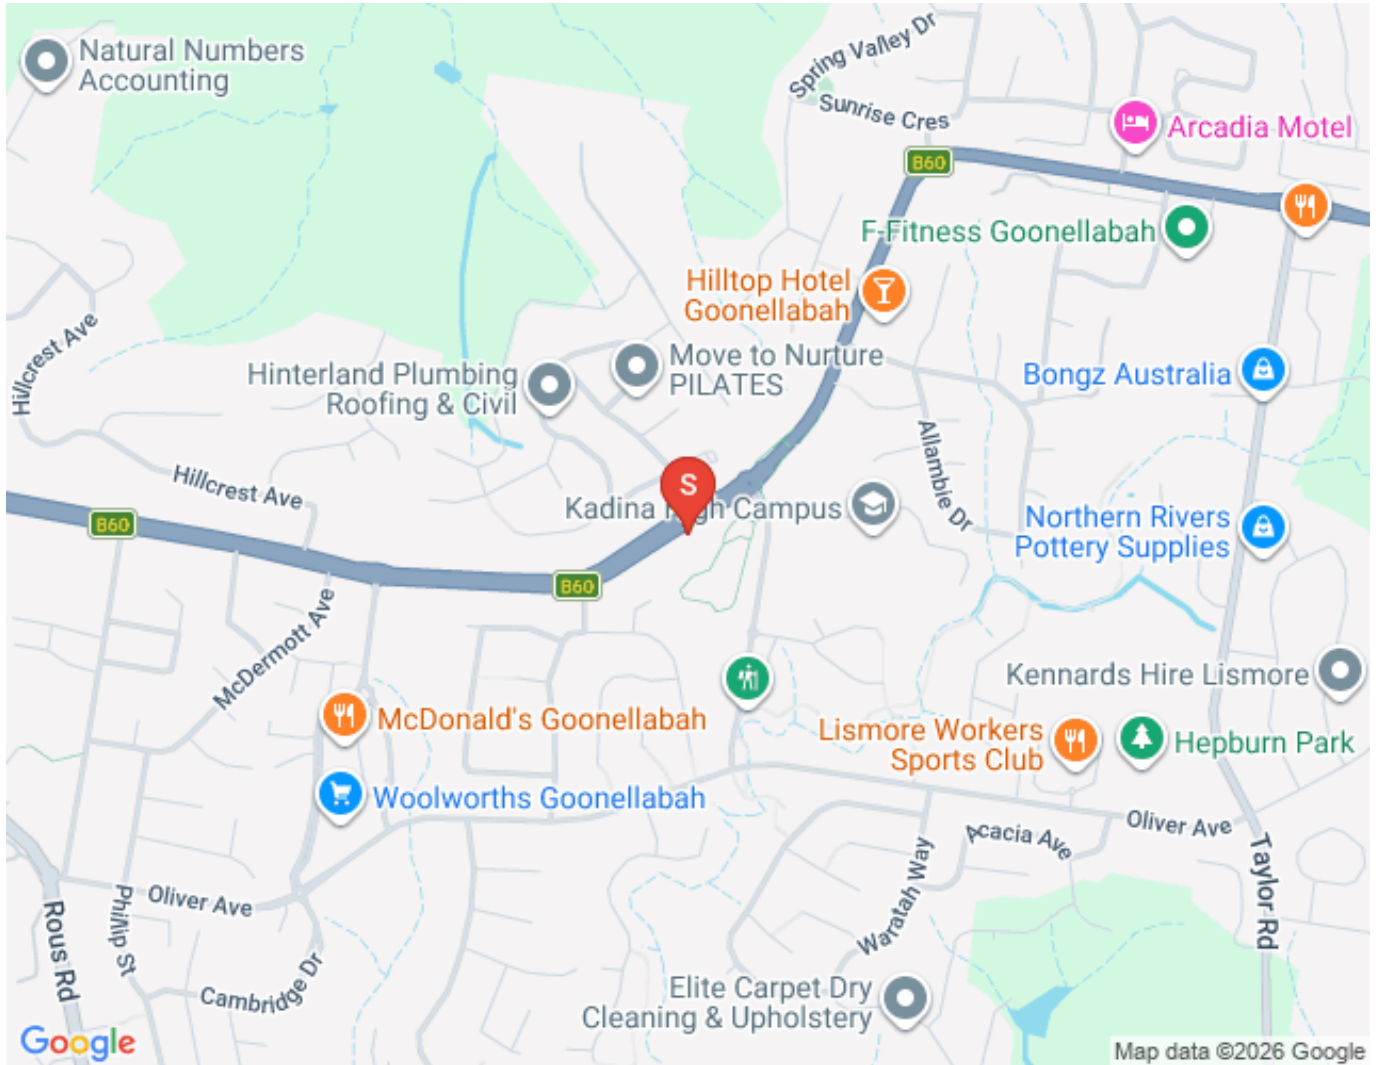 Natural Numbers
Accounting
Spring Valley Dr
Sunrise Cres
Arcadia Motel
B60
F-Fitness Goonellabah
Hilltop Hotel
Goonellabah
Hillcrest Ave
Move to Nurture
PILATES
Hinterland Plumbing
Roofing & Civil
Bongz Australia
Allambie Dr
Hillcrest Ave
S
Kadina High Campus
B60
Northern Rivers
Pottery Supplies
B60
McDermott Ave
Kennards Hire Lismore
McDonald's Goonellabah
Lismore Workers
Sports Club
Hepburn Park
Woolworths Goonellabah
Oliver Ave
Acacia Ave
Waratah Way
Taylor Rd
Oliver Ave
Phillip St
Rous Rd
Cambridge Dr
Elite Carpet Dry
Cleaning & Upholstery
Google
Map data ©2026 Google